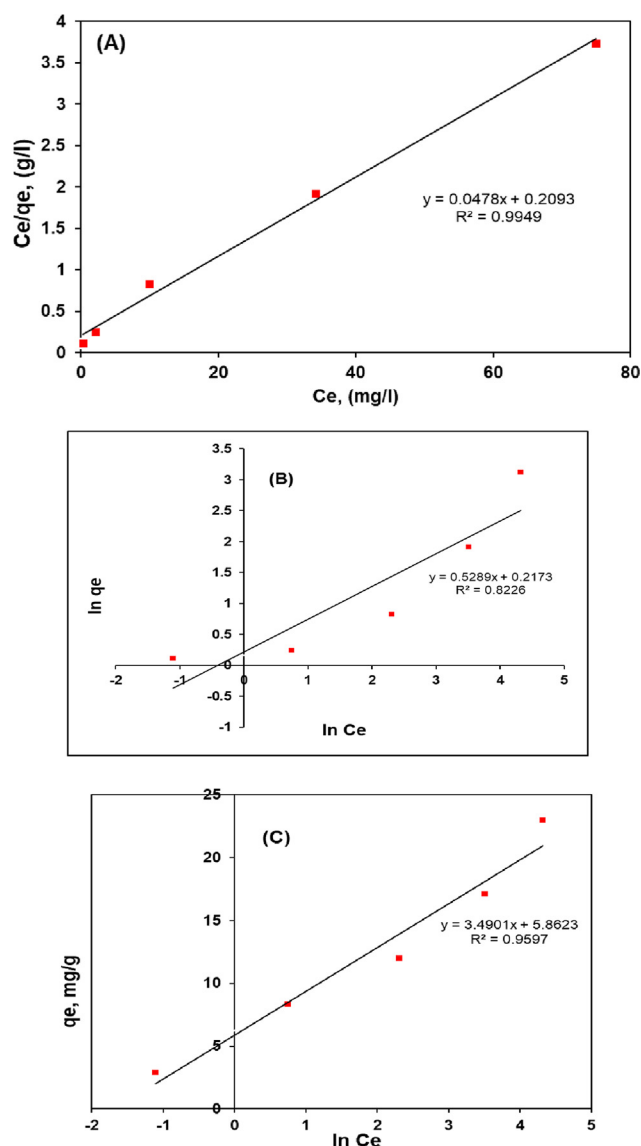 (A)
Ce/qe, (g/l)
4
3.5
3
2.5
2
1.5
1
0.5
0
y = 0.0478x + 0.2093
R² = 0.9949
0 20 40 60 80
Ce, (mg/l)
(B)
ln qe
3.5
3
2.5
2
1.5
1
0.5
0
-0.5
-1
y = 0.5289x + 0.2173
R² = 0.8226
-2 -1 0 1 2 3 4 5
ln Ce
(C)
qe, mg/g
25
20
15
10
5
0
y = 3.4901x + 5.8623
R² = 0.9597
-2 -1 0 1 2 3 4 5
ln Ce